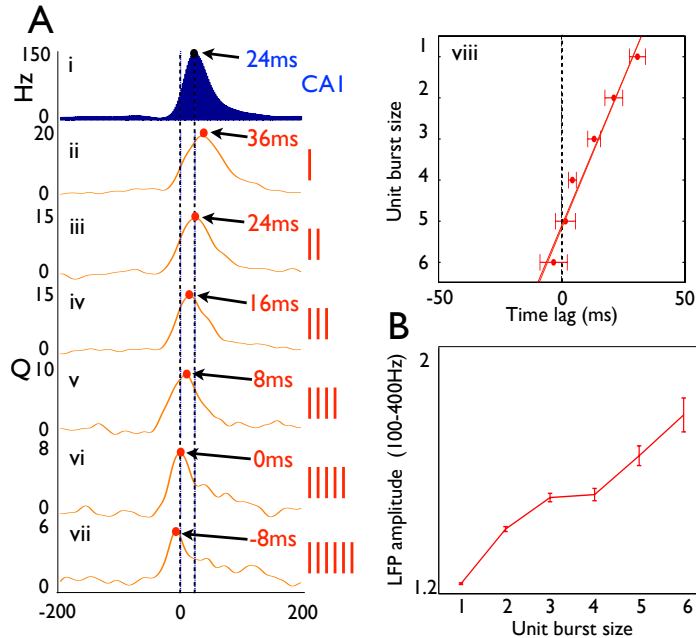 A
150
Hz
0
i
24ms
CA1
20
0
ii
36ms
15
0
iii
24ms
15
0
iv
16ms
Q
10
0
v
8ms
8
0
vi
0ms
6
0
vii
-8ms
-200
0
200
viii
Unit burst size
1
2
3
4
5
6
-50
0
50
Time lag (ms)
B
LFP amplitude (100-400Hz)
2
1.2
1
2
3
4
5
6
Unit burst size